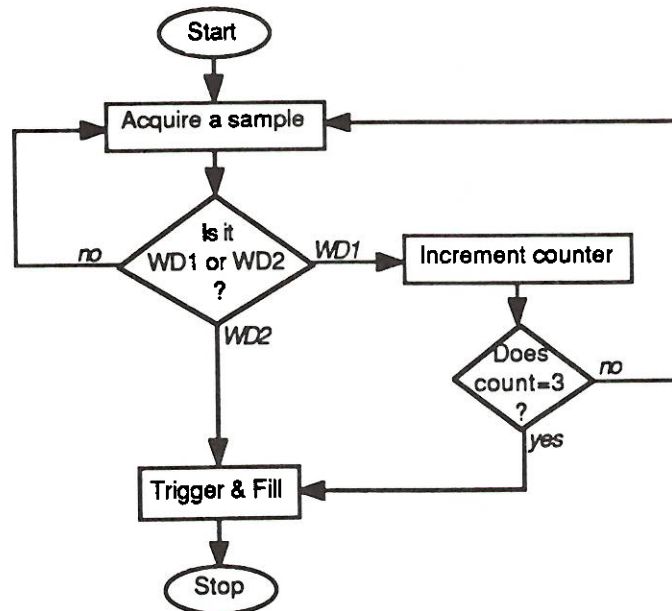 Start
Acquire a sample
Is it
WD1 or WD2
?
no
WD1
Increment counter
WD2
Does
count=3
?
no
yes
Trigger & Fill
Stop